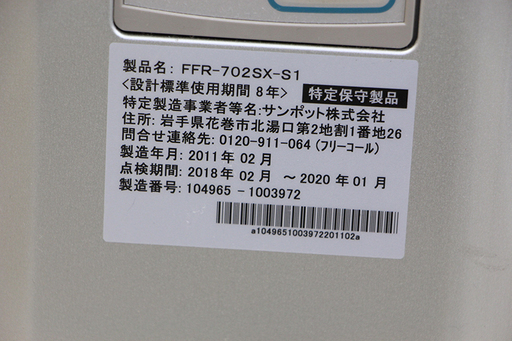 製品名: FFR-702SX-S1
〈設計標準使用期間 8年〉 特定保守製品
特定製造事業者等名:サンポット株式会社
住所: 岩手県花巻市北湯口第2地割1番地26
問合せ連絡先: 0120-911-064 (フリーコール)
製造年月: 2011年 02月
点検期間: 2018年 02月 ~ 2020年 01月
製造番号: 104965 - 1003972
a1049651003972201102a